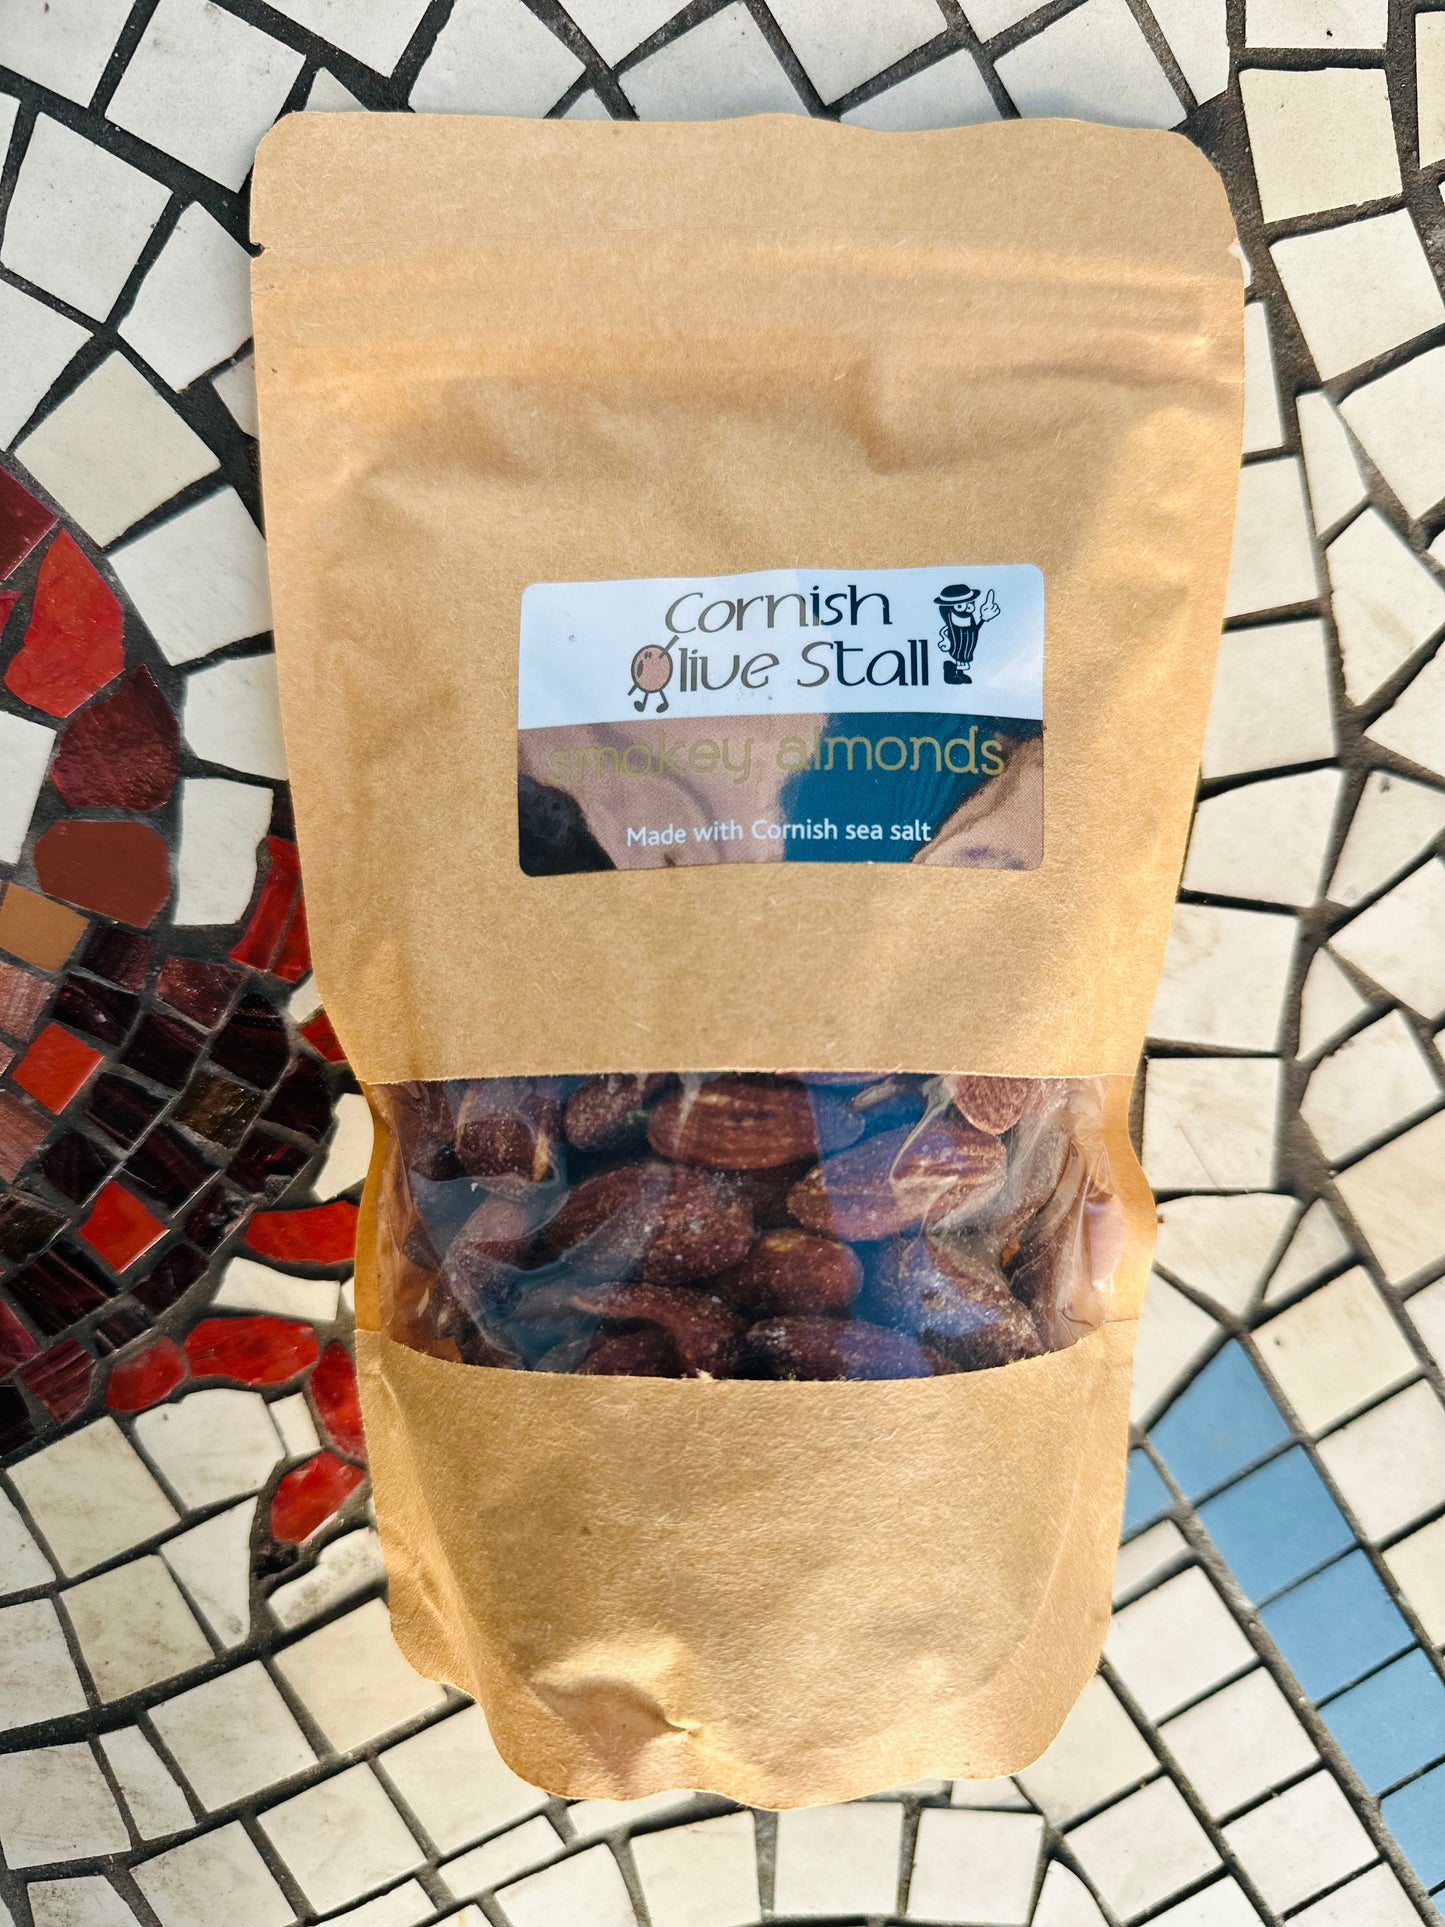 Cornish
Olive Stall
smokey almonds
Made with Cornish sea salt